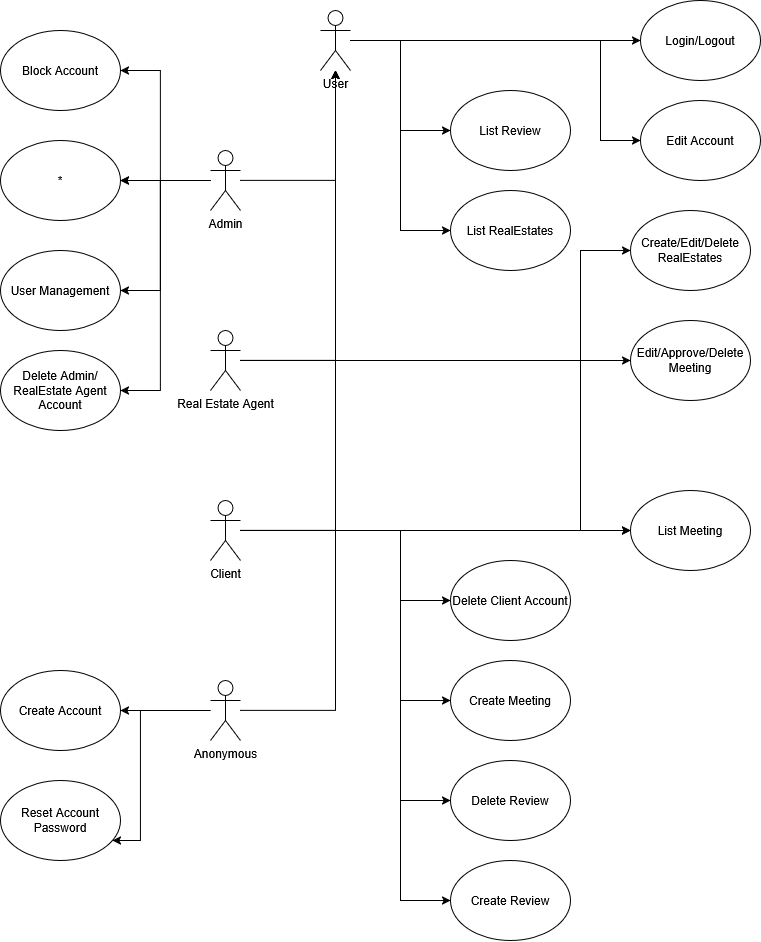 Login/Logout
Block Account
User
List Review
Edit Account
*
Admin
List RealEstates
Create/Edit/Delete
RealEstates
User Management
Edit/Approve/Delete
Meeting
Delete Admin/
RealEstate Agent
Account
Real Estate Agent
List Meeting
Client
Delete Client Account
Create Meeting
Create Account
Anonymous
Delete Review
Reset Account
Password
Create Review